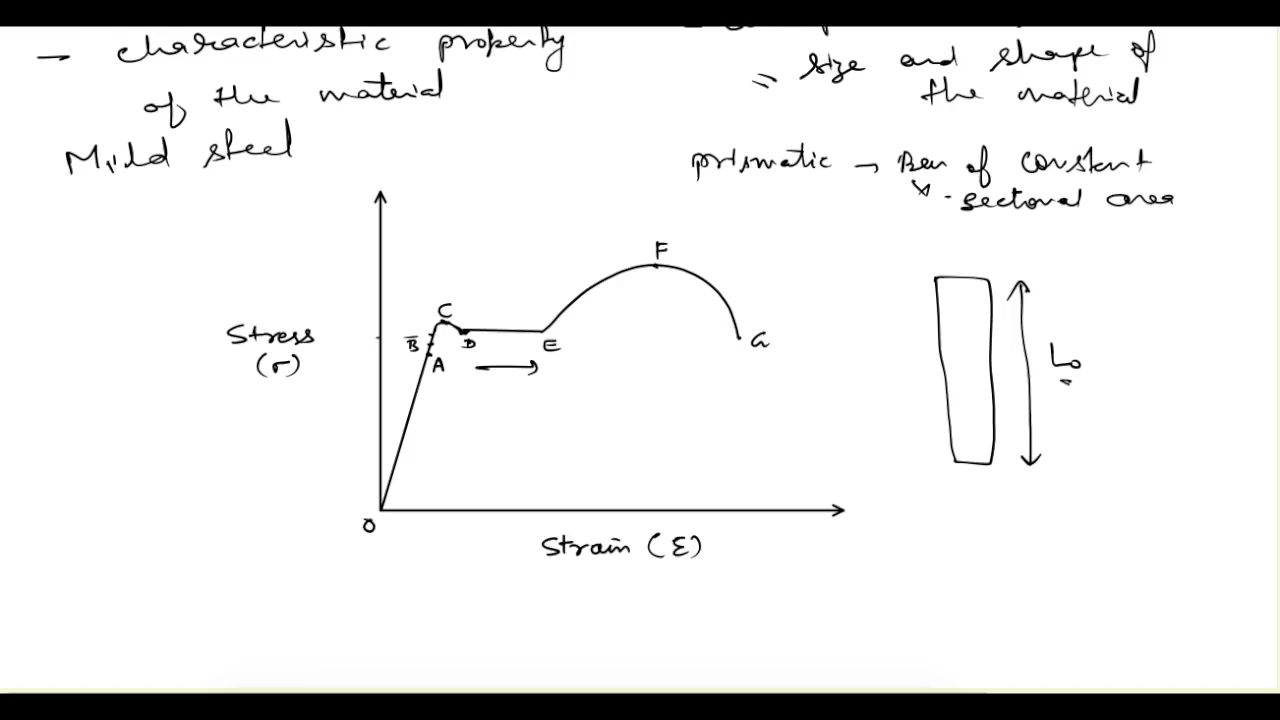 – characteristic property
of the material
Mild steel
= size and shape of
the material
prismatic → Bar of constant
x - sectional area
F
C
Stress
(σ)
B
D
E
G
A
L₀
O
Strain (ε)